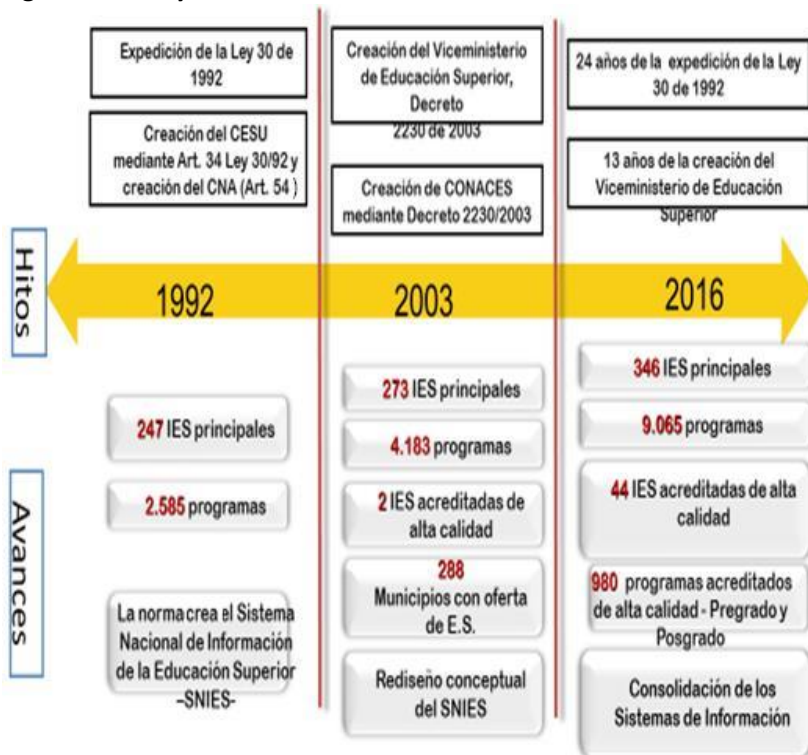 Expedición de la Ley 30 de
1992
Creación del CESU
mediante Art. 34 Ley 30/92 y
creación del CNA (Art. 54 )
Creación del Viceministerio
de Educación Superior,
Decreto
2230 de 2003
Creación de CONACES
mediante Decreto 2230/2003
24 años de la expedición de la Ley
30 de 1992
13 años de la creación del
Viceministerio de Educación
Superior
Hitos
1992
2003
2016
Avances
247 IES principales
2.585 programas
La norma crea el Sistema
Nacional de Información
de la Educación Superior
–SNIES-
273 IES principales
4.183 programas
2 IES acreditadas de
alta calidad
288
Municipios con oferta
de E.S.
Rediseño conceptual
del SNIES
346 IES principales
9.065 programas
44 IES acreditadas de alta
calidad
980 programas acreditados
de alta calidad - Pregrado y
Posgrado
Consolidación de los
Sistemas de Información